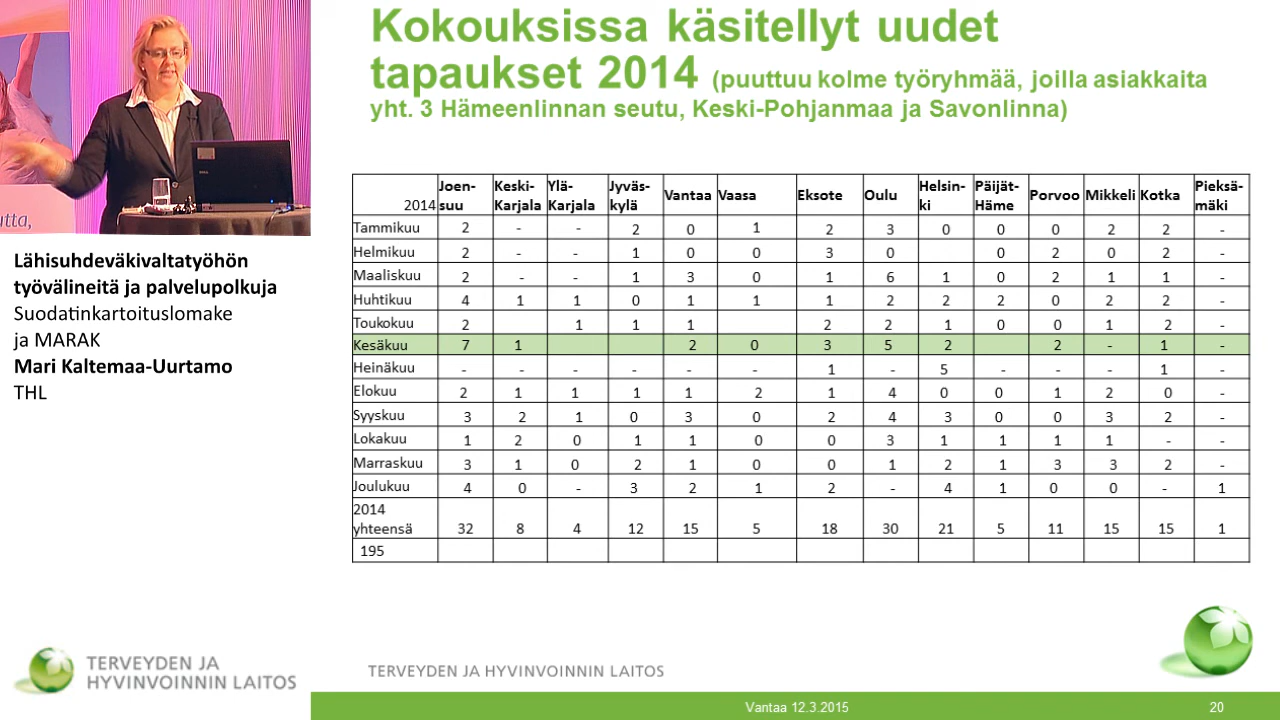 Kokouksissa käsitellyt uudet
tapaukset 2014 (puuttuu kolme työryhmää, joilla asiakkaita
yht. 3 Hämeenlinnan seutu, Keski-Pohjanmaa ja Savonlinna)
utta,
DELL
Lähisuhdeväkivaltatyöhön
työvälineitä ja palvelupolkuja
Suodatinkartoituslomake
ja MARAK
Mari Kaltemaa-Uurtamo
THL
2014 Joen-suu Keski-Karjala Ylä-Karjala Jyväs-kylä Vantaa Vaasa Eksote Oulu Helsin-ki Päijät-Häme Porvoo Mikkeli Kotka Pieksä-mäki
Tammikuu 2 - - 2 0 1 2 3 0 0 0 2 2 -
Helmikuu 2 - - 1 0 0 3 0 0 2 0 2 -
Maaliskuu 2 - - 1 3 0 1 6 1 0 2 1 1 -
Huhtikuu 4 1 1 0 1 1 1 2 2 2 0 2 2 -
Toukokuu 2 1 1 1 2 2 1 0 0 1 2 -
Kesäkuu 7 1 2 0 3 5 2 2 - 1 -
Heinäkuu - - - - - - 1 - 5 - - - 1 -
Elokuu 2 1 1 1 1 2 1 4 0 0 1 2 0 -
Syyskuu 3 2 1 0 3 0 2 4 3 0 0 3 2 -
Lokakuu 1 2 0 1 1 0 0 3 1 1 1 1 - -
Marraskuu 3 1 0 2 1 0 0 1 2 1 3 3 2 -
Joulukuu 4 0 - 3 2 1 2 - 4 1 0 0 - 1
2014
yhteensä 32 8 4 12 15 5 18 30 21 5 11 15 15 1
195
TERVEYDEN JA
HYVINVOINNIN LAITOS
TERVEYDEN JA HYVINVOINNIN LAITOS
Vantaa 12.3.2015 20